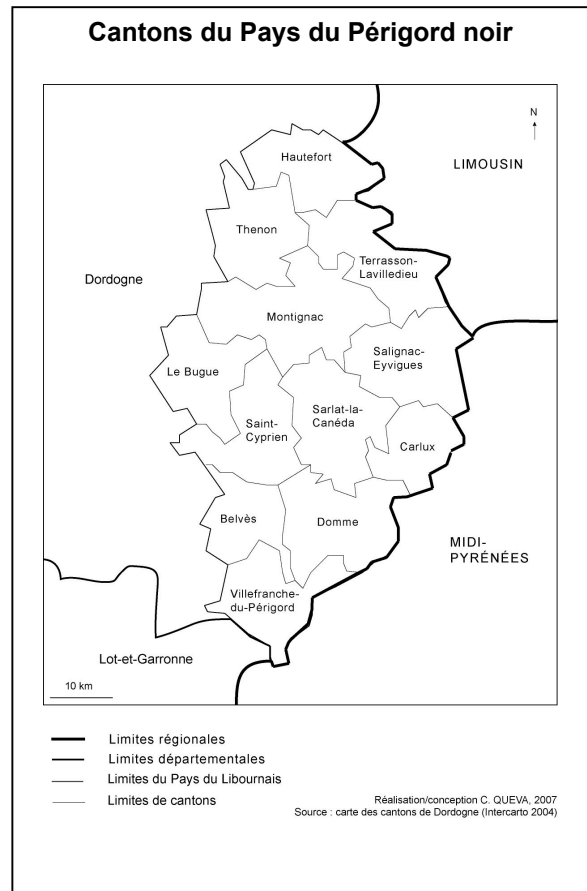 Cantons du Pays du Périgord noir
N
Hautefort
LIMOUSIN
Thenon
Terrasson-
Lavilledieu
Dordogne
Montignac
Salignac-
Eyvigues
Le Bugue
Sarlat-la-
Canéda
Saint-
Cyprien
Carlux
Belvès
Domme
MIDI-
PYRÉNÉES
Villefranche-
du-Périgord
Lot-et-Garronne
10 km
Limites régionales
Limites départementales
Limites du Pays du Libournais
Limites de cantons
Réalisation/conception C. QUEVA, 2007
Source : carte des cantons de Dordogne (Intercarto 2004)